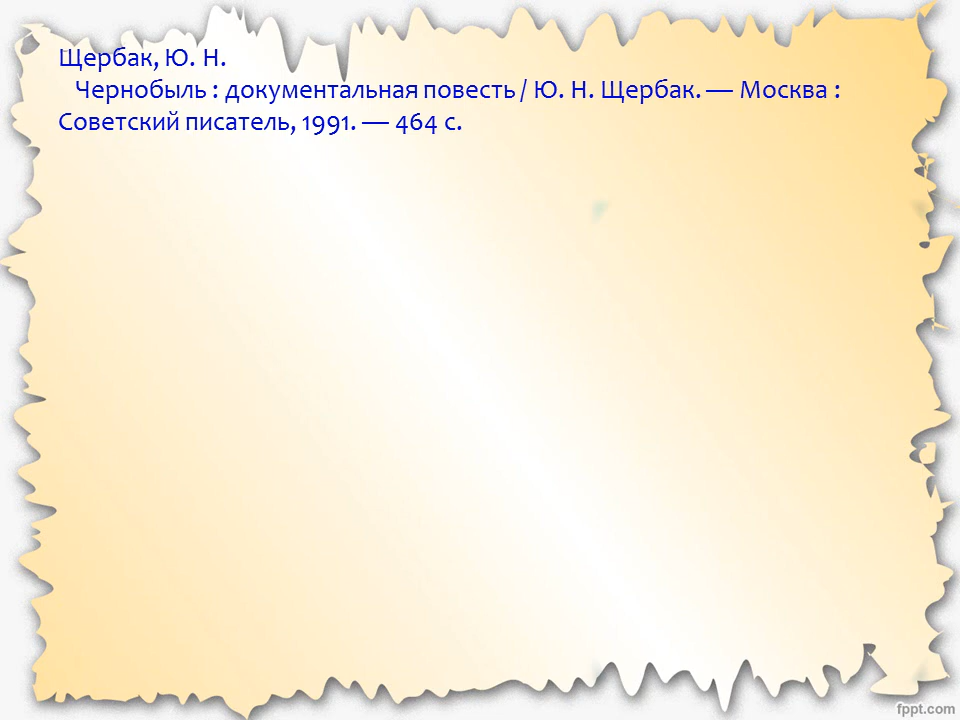 Щербак, Ю. Н.
Чернобыль : документальная повесть / Ю. Н. Щербак. — Москва :
Советский писатель, 1991. — 464 с.
fppt.com